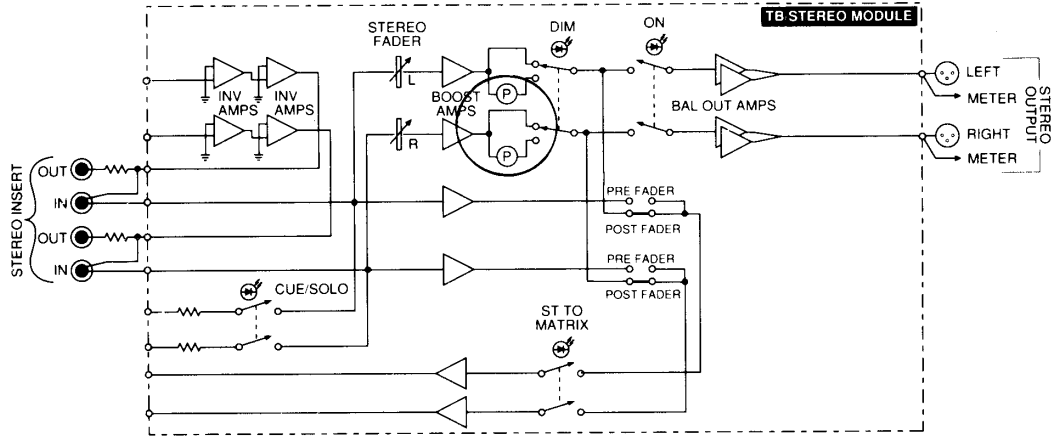 TB STEREO MODULE
STEREO
FADER
DIM
ON
L
INV
AMPS
INV
AMPS
BOOST
AMPS
P
BAL OUT AMPS
LEFT
METER
RIGHT
METER
STEREO
OUTPUT
R
P
STEREO INSERT
OUT
IN
OUT
IN
PRE FADER
POST FADER
PRE FADER
POST FADER
CUE/SOLO
ST TO
MATRIX